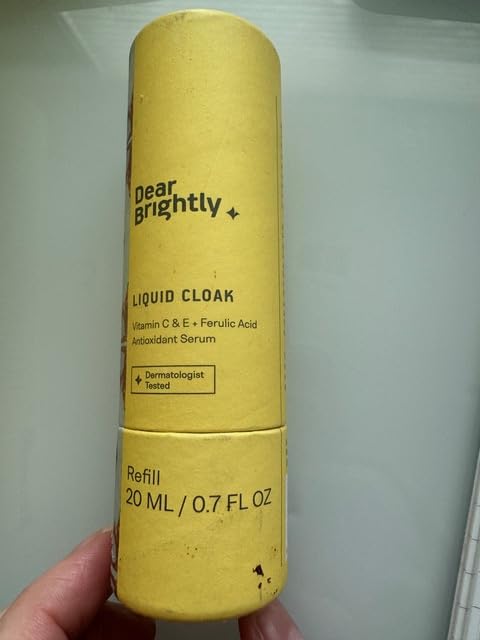 Dear
Brightly
LIQUID CLOAK
Vitamin C & E + Ferulic Acid
Antioxidant Serum
Dermatologist
Tested
Refill
20 ML / 0.7 FL OZ